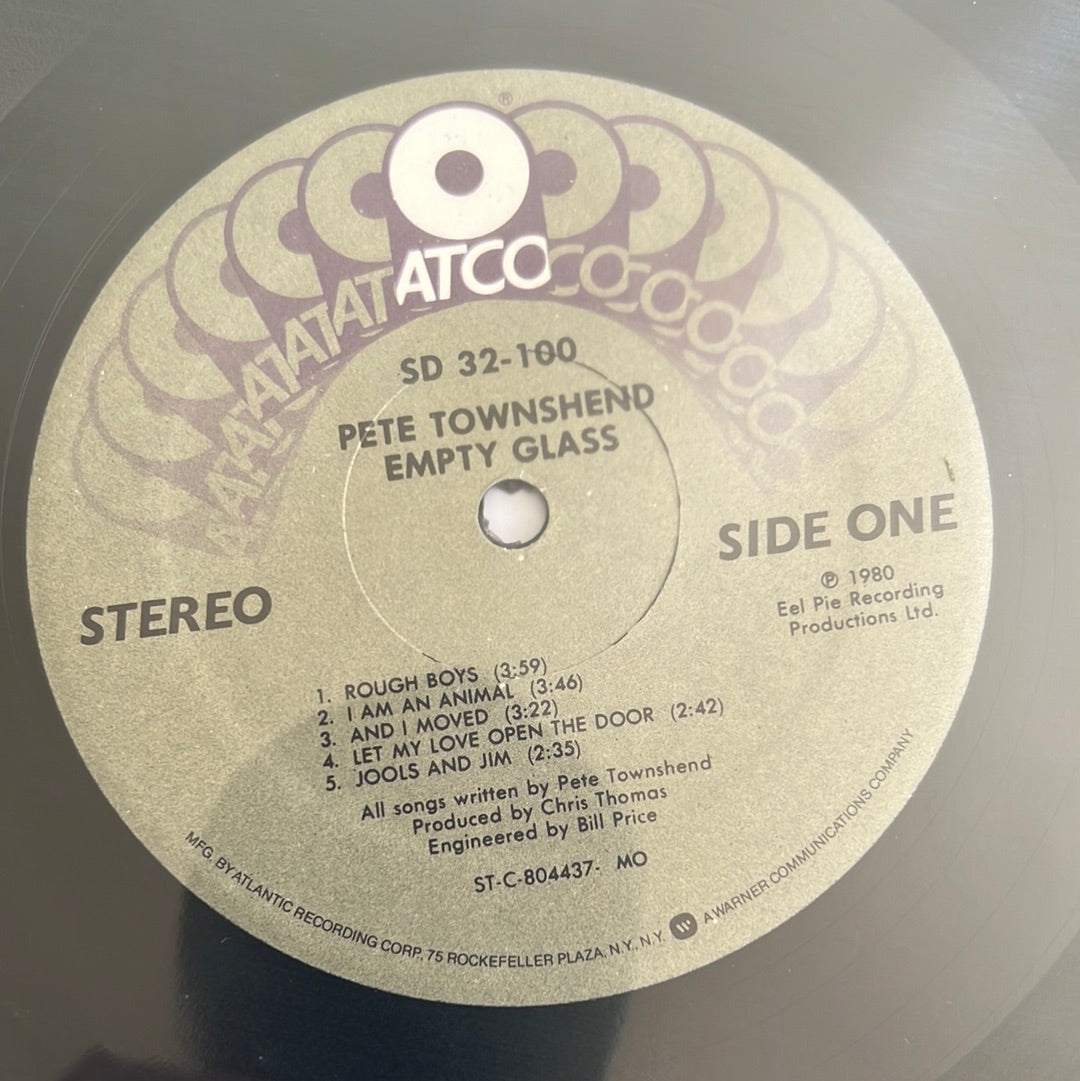 ®
ATCO
SD 32-100
PETE TOWNSHEND
EMPTY GLASS
STEREO
SIDE ONE
℗ 1980
Eel Pie Recording
Productions Ltd.
1. ROUGH BOYS (3:59)
2. I AM AN ANIMAL (3:46)
3. AND I MOVED (3:22)
4. LET MY LOVE OPEN THE DOOR (2:42)
5. JOOLS AND JIM (2:35)
All songs written by Pete Townshend
Produced by Chris Thomas
Engineered by Bill Price
ST-C-804437- MO
MFG. BY ATLANTIC RECORDING CORP. 75 ROCKEFELLER PLAZA, N.Y., N.Y. A WARNER COMMUNICATIONS COMPANY